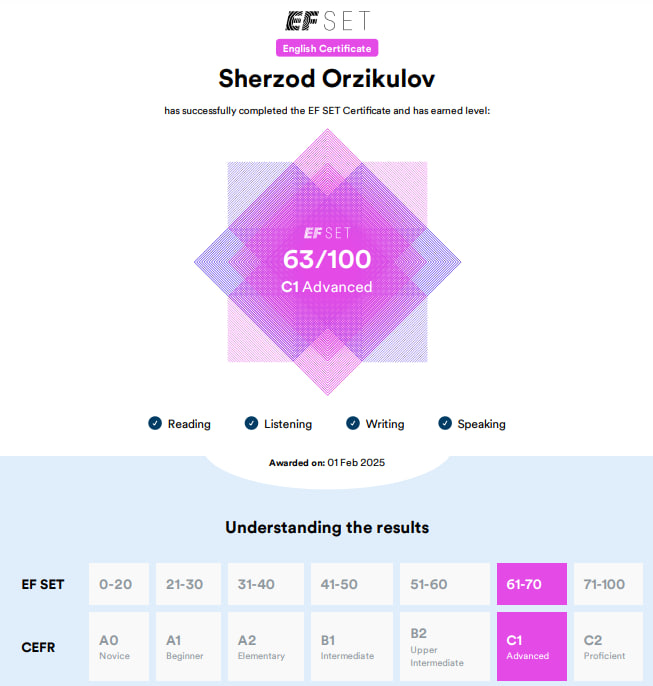 EF SET
English Certificate
Sherzod Orzikulov
has successfully completed the EF SET Certificate and has earned level:
EF SET
63/100
C1 Advanced
Reading Listening Writing Speaking
Awarded on: 01 Feb 2025
Understanding the results
EF SET 0-20 21-30 31-40 41-50 51-60 61-70 71-100
CEFR A0 A1 A2 B1 B2 C1 C2
Novice Beginner Elementary Intermediate Upper Intermediate Advanced Proficient